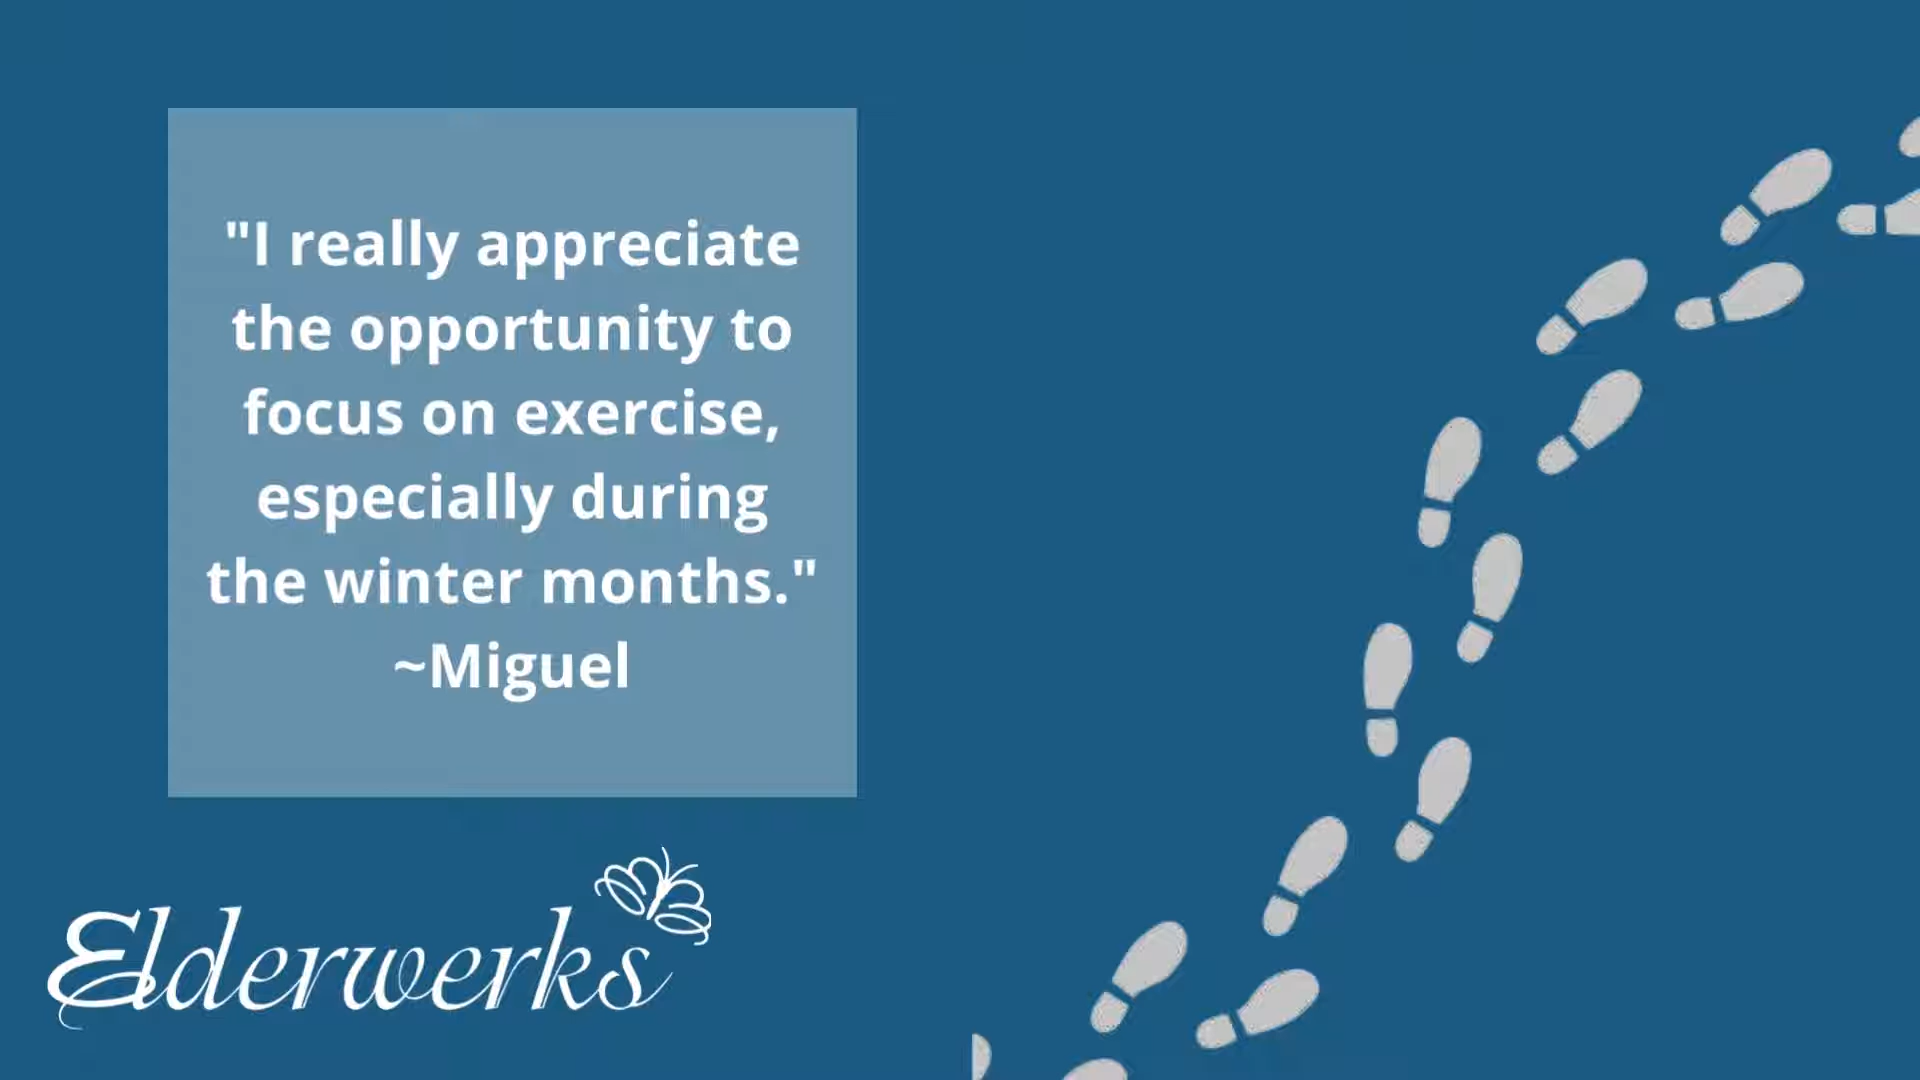 "I really appreciate
the opportunity to
focus on exercise,
especially during
the winter months."
~Miguel
Elderwerks